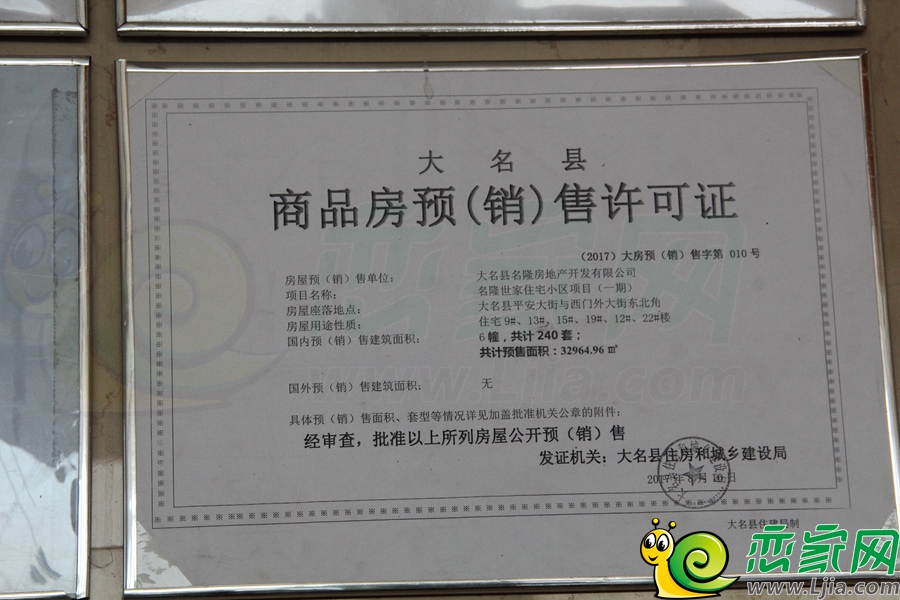 大名县
商品房预(销)售许可证
（2017）大房预（销）售字第 010 号
房屋预（销）售单位： 大名县名隆房地产开发有限公司
项目名称： 名隆世家住宅小区项目（一期）
房屋座落地点： 大名县平安大街与西门外大街东北角
房屋用途性质： 住宅 9#、13#、15#、19#、12#、22#楼
国内预（销）售建筑面积： 6 幢，共计 240 套；
共计预售面积：32964.96 ㎡
国外预（销）售建筑面积： 无
具体预（销）售面积、套型等情况详见加盖批准机关公章的附件：
经审查，批准以上所列房屋公开预（销）售
发证机关：大名县住房和城乡建设局
2017 年 8 月 日
大名县住建局制
恋家网
www.Ljia.com